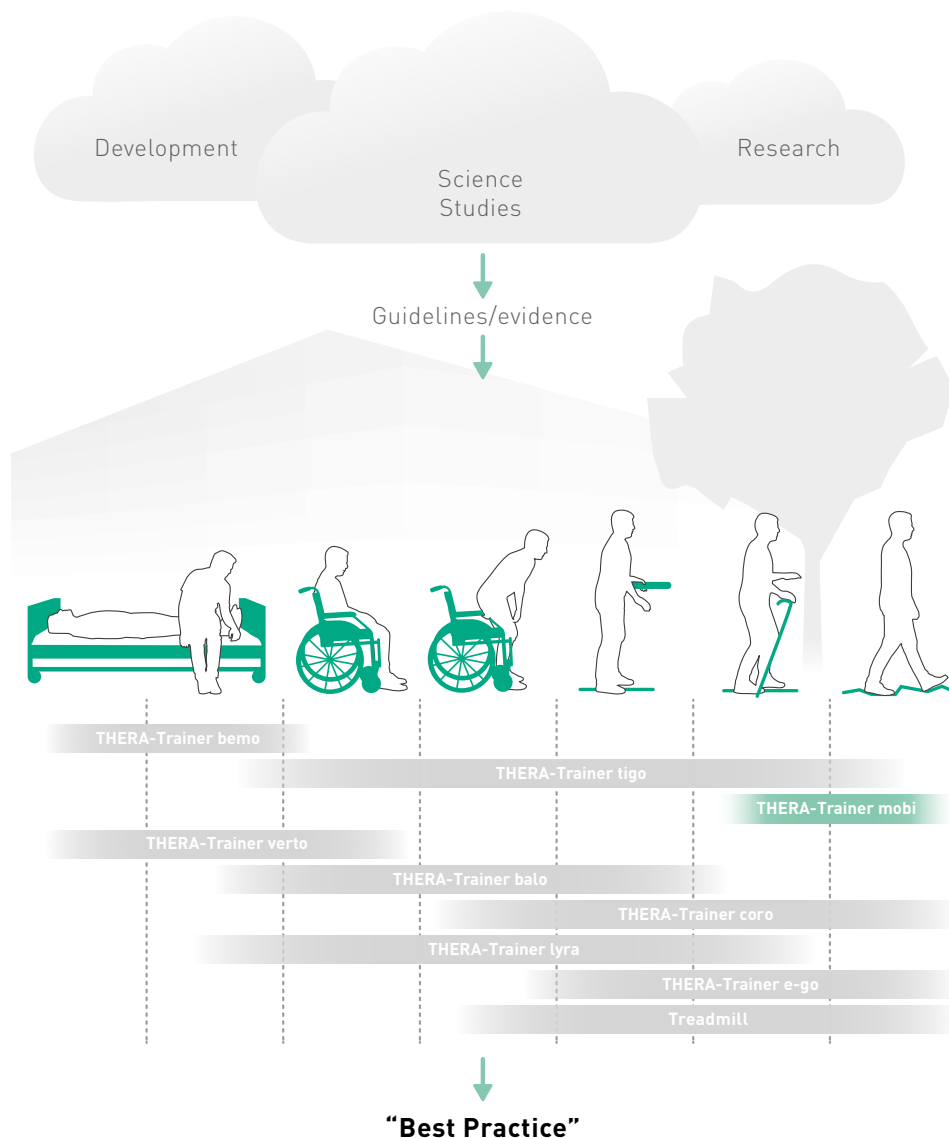 Development
Research
Science
Studies
Guidelines/evidence
THERA-Trainer bemo
THERA-Trainer tigo
THERA-Trainer mobi
THERA-Trainer verto
THERA-Trainer balo
THERA-Trainer coro
THERA-Trainer lyra
THERA-Trainer e-go
Treadmill
“Best Practice”